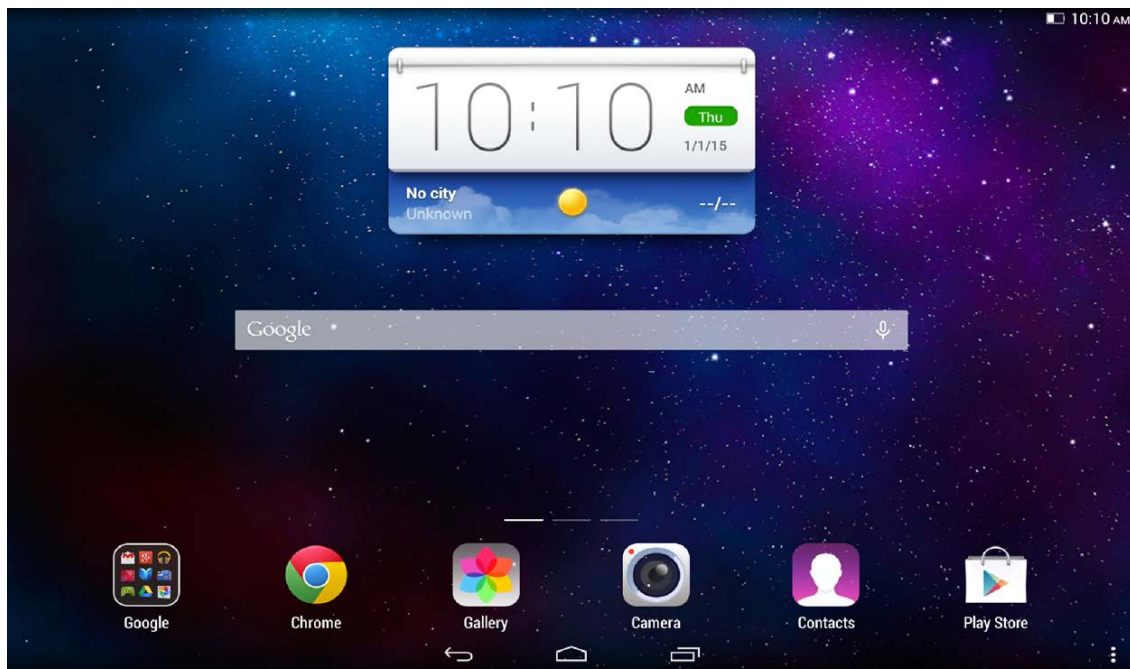 10:10 AM
10:10
AM
Thu
1/1/15
No city
Unknown
--/--
Google
Google
Chrome
Gallery
Camera
Contacts
Play Store